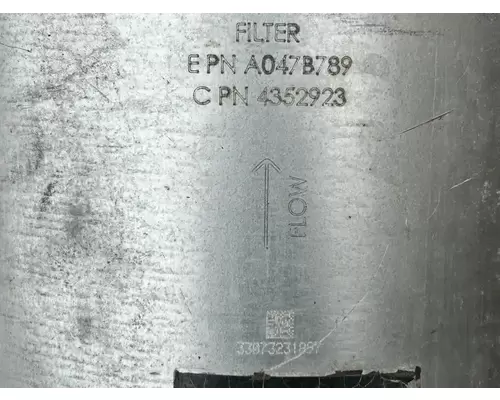 FILTER
E PN A047B789
C PN 4352923
FLOW